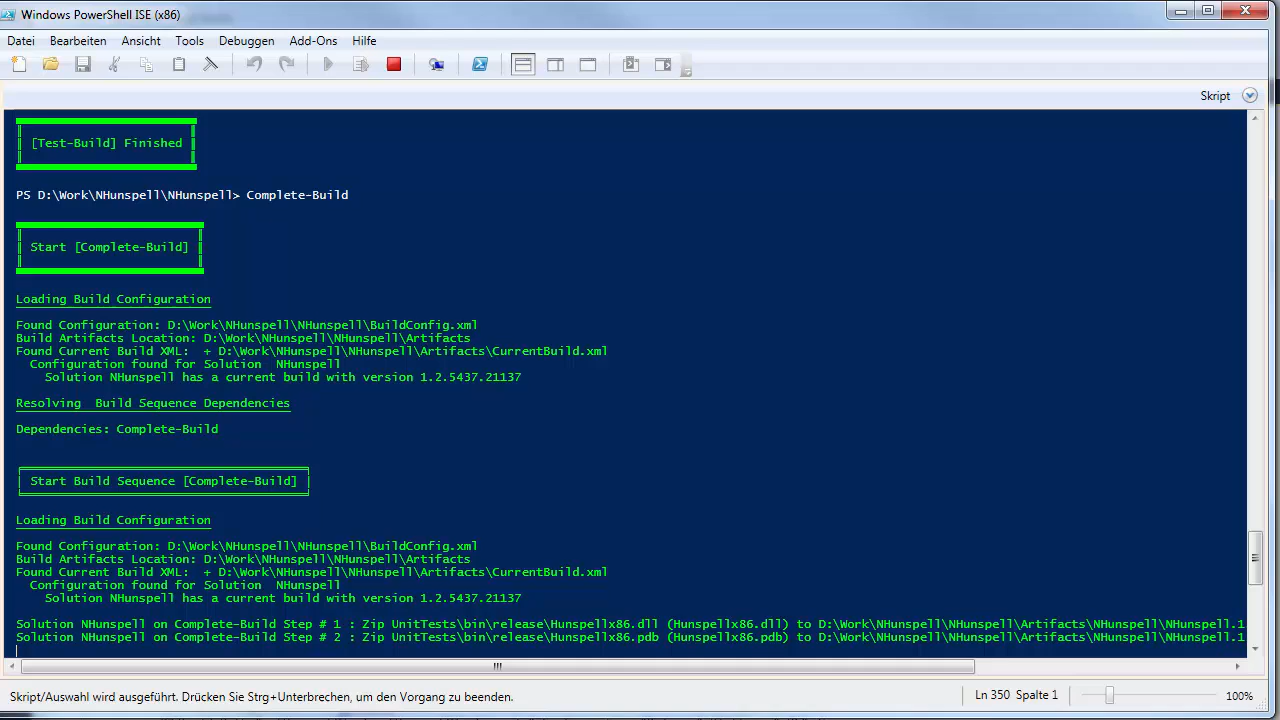 Windows PowerShell ISE (x86)
Datei Bearbeiten Ansicht Tools Debuggen Add-Ons Hilfe
Skript
[Test-Build] Finished
PS D:\Work\NHunspell\NHunspell> Complete-Build
Start [Complete-Build]
Loading Build Configuration
Found Configuration: D:\Work\NHunspell\NHunspell\BuildConfig.xml
Build Artifacts Location: D:\Work\NHunspell\NHunspell\Artifacts
Found Current Build XML:  + D:\Work\NHunspell\NHunspell\Artifacts\CurrentBuild.xml
Configuration found for Solution  NHunspell
Solution NHunspell has a current build with version 1.2.5437.21137
Resolving  Build Sequence Dependencies
Dependencies: Complete-Build
Start Build Sequence [Complete-Build]
Loading Build Configuration
Found Configuration: D:\Work\NHunspell\NHunspell\BuildConfig.xml
Build Artifacts Location: D:\Work\NHunspell\NHunspell\Artifacts
Found Current Build XML:  + D:\Work\NHunspell\NHunspell\Artifacts\CurrentBuild.xml
Configuration found for Solution  NHunspell
Solution NHunspell has a current build with version 1.2.5437.21137
Solution NHunspell on Complete-Build Step # 1 : Zip UnitTests\bin\release\Hunspellx86.dll (Hunspellx86.dll) to D:\Work\NHunspell\NHunspell\Artifacts\NHunspell\NHunspell.1
Solution NHunspell on Complete-Build Step # 2 : Zip UnitTests\bin\release\Hunspellx86.pdb (Hunspellx86.pdb) to D:\Work\NHunspell\NHunspell\Artifacts\NHunspell\NHunspell.1
Skript/Auswahl wird ausgeführt. Drücken Sie Strg+Unterbrechen, um den Vorgang zu beenden.
Ln 350 Spalte 1
100%